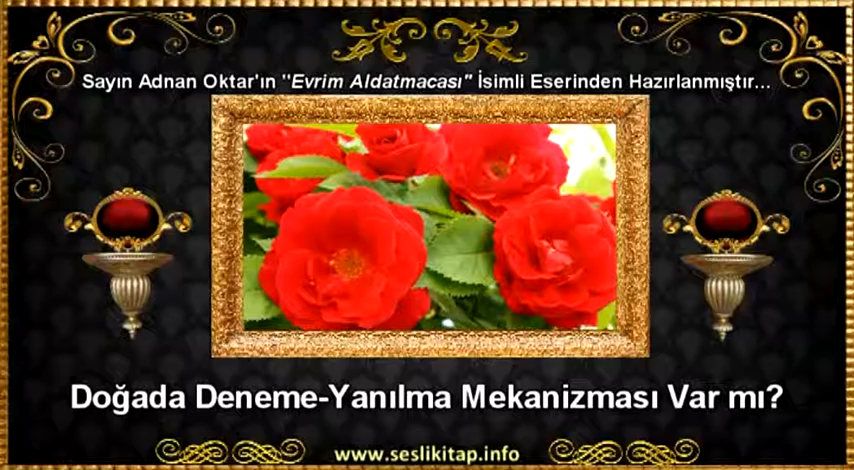 Sayın Adnan Oktar'ın "Evrim Aldatmacası" İsimli Eserinden Hazırlanmıştır...
Doğada Deneme-Yanılma Mekanizması Var mı?
www.seslikitap.info